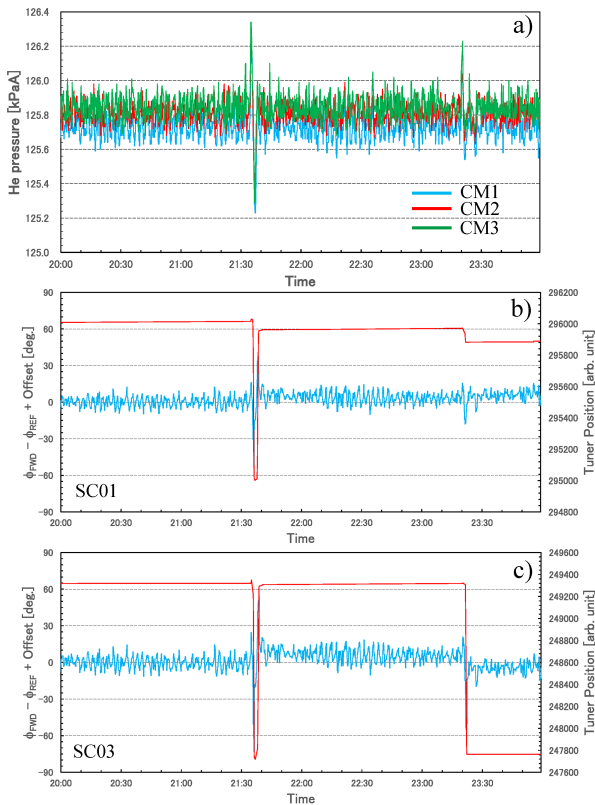 a)
126.4
126.2
126.0
125.8
125.6
125.4
125.2
125.0
He pressure [kPaA]
CM1
CM2
CM3
20:00 20:30 21:00 21:30 22:00 22:30 23:00 23:30
Time
b)
90
60
30
0
−30
−60
−90
ϕFWD − ϕREF + Offset [deg.]
296200
296000
295800
295600
295400
295200
295000
294800
Tuner Position [arb. unit]
SC01
20:00 20:30 21:00 21:30 22:00 22:30 23:00 23:30
Time
c)
90
60
30
0
−30
−60
−90
ϕFWD − ϕREF + Offset [deg.]
249600
249400
249200
249000
248800
248600
248400
248200
248000
247800
247600
Tuner Position [arb. unit]
SC03
20:00 20:30 21:00 21:30 22:00 22:30 23:00 23:30
Time